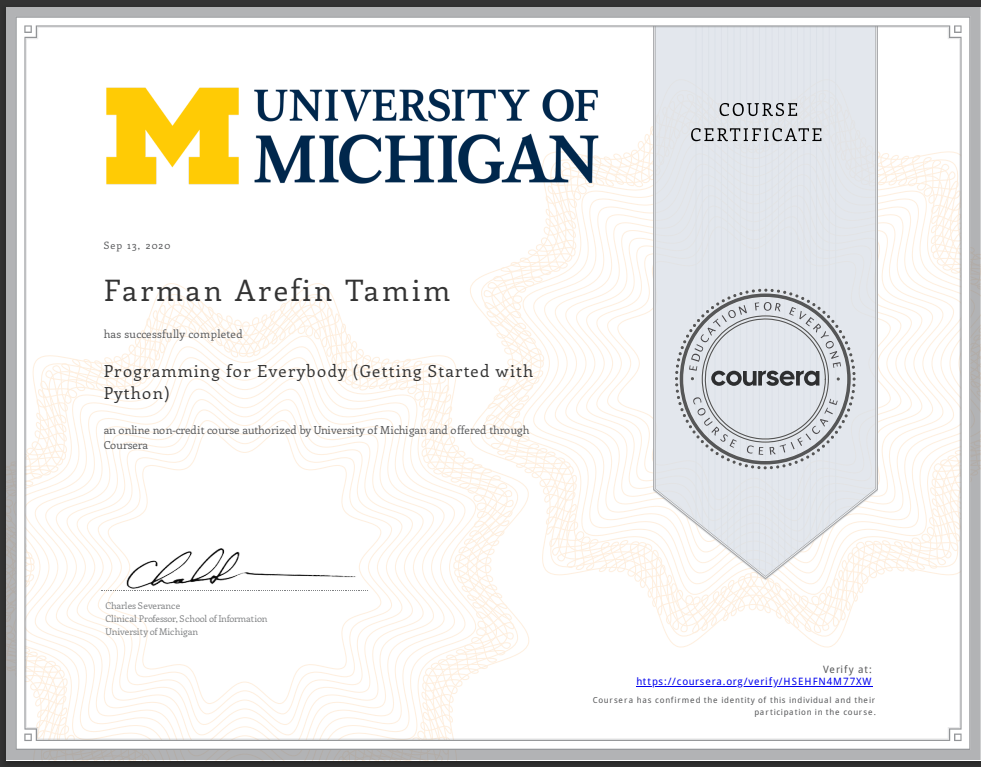 UNIVERSITY OF
MICHIGAN
COURSE
CERTIFICATE
Sep 13, 2020
Farman Arefin Tamim
has successfully completed
Programming for Everybody (Getting Started with
Python)
an online non-credit course authorized by University of Michigan and offered through
Coursera
EDUCATION FOR EVERYONE
coursera
COURSE CERTIFICATE
Charles Severance
Clinical Professor, School of Information
University of Michigan
Verify at:
https://coursera.org/verify/HSEHFN4M77XW
Coursera has confirmed the identity of this individual and their
participation in the course.